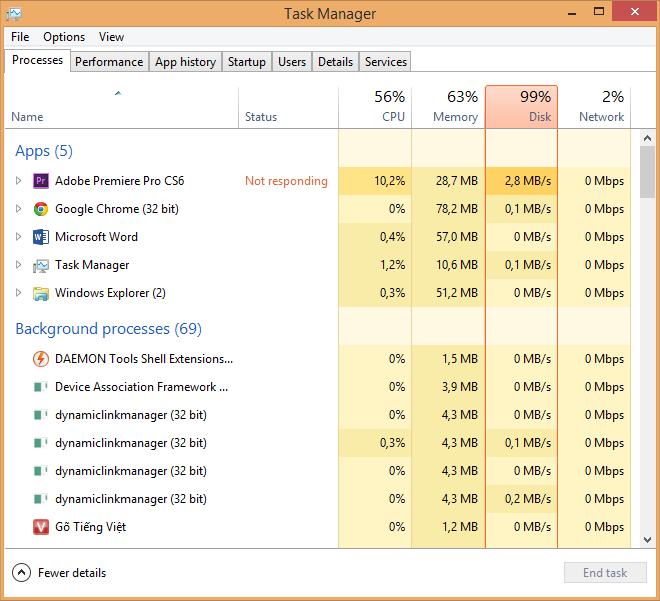 Task Manager
File Options View
Processes Performance App history Startup Users Details Services
56% 63% 99% 2%
Name Status CPU Memory Disk Network
Apps (5)
Pr Adobe Premiere Pro CS6 Not responding 10,2% 28,7 MB 2,8 MB/s 0 Mbps
Google Chrome (32 bit) 0% 78,2 MB 0,1 MB/s 0 Mbps
Microsoft Word 0,4% 57,0 MB 0 MB/s 0 Mbps
Task Manager 1,2% 10,6 MB 0,1 MB/s 0 Mbps
Windows Explorer (2) 0,3% 51,2 MB 0 MB/s 0 Mbps
Background processes (69)
DAEMON Tools Shell Extensions... 0% 1,5 MB 0 MB/s 0 Mbps
Device Association Framework ... 0% 3,9 MB 0 MB/s 0 Mbps
dynamiclinkmanager (32 bit) 0% 4,3 MB 0 MB/s 0 Mbps
dynamiclinkmanager (32 bit) 0,3% 4,3 MB 0,1 MB/s 0 Mbps
dynamiclinkmanager (32 bit) 0% 4,3 MB 0 MB/s 0 Mbps
dynamiclinkmanager (32 bit) 0% 4,3 MB 0,2 MB/s 0 Mbps
V Gõ Tiếng Việt 0% 1,2 MB 0 MB/s 0 Mbps
Fewer details End task